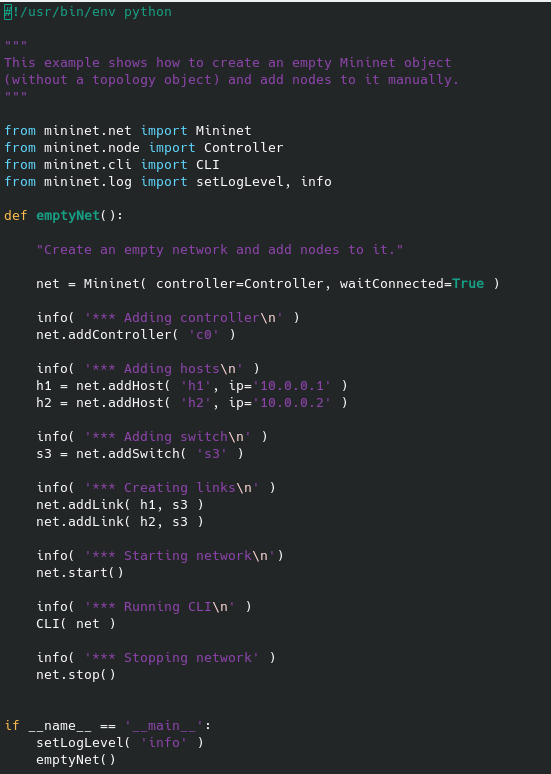 #!/usr/bin/env python

"""
This example shows how to create an empty Mininet object
(without a topology object) and add nodes to it manually.
"""

from mininet.net import Mininet
from mininet.node import Controller
from mininet.cli import CLI
from mininet.log import setLogLevel, info

def emptyNet():

    "Create an empty network and add nodes to it."

    net = Mininet( controller=Controller, waitConnected=True )

    info( '*** Adding controller\n' )
    net.addController( 'c0' )

    info( '*** Adding hosts\n' )
    h1 = net.addHost( 'h1', ip='10.0.0.1' )
    h2 = net.addHost( 'h2', ip='10.0.0.2' )

    info( '*** Adding switch\n' )
    s3 = net.addSwitch( 's3' )

    info( '*** Creating links\n' )
    net.addLink( h1, s3 )
    net.addLink( h2, s3 )

    info( '*** Starting network\n')
    net.start()

    info( '*** Running CLI\n' )
    CLI( net )

    info( '*** Stopping network' )
    net.stop()


if __name__ == '__main__':
    setLogLevel( 'info' )
    emptyNet()